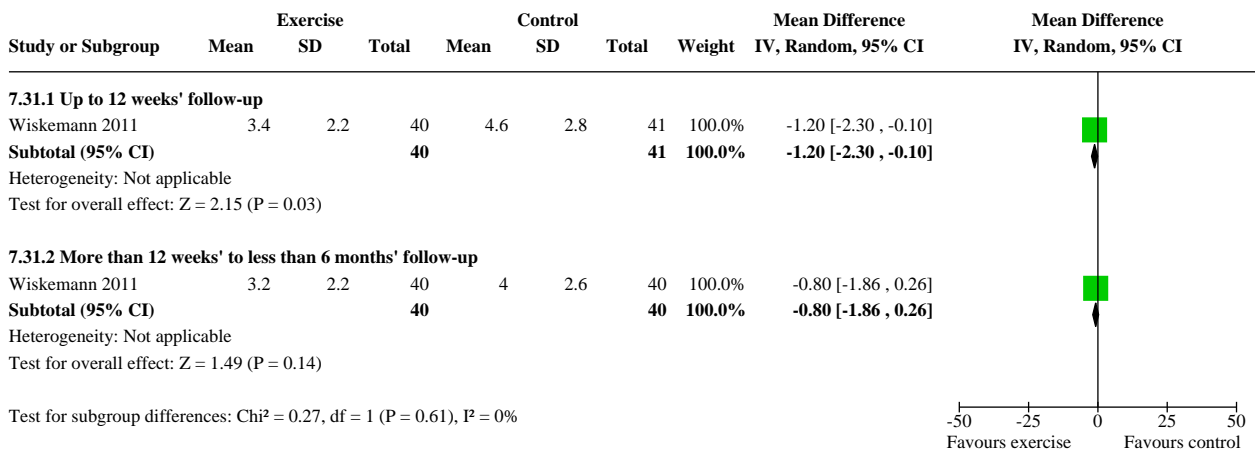 Exercise Control Mean Difference Mean Difference
Study or Subgroup Mean SD Total Mean SD Total Weight IV, Random, 95% CI IV, Random, 95% CI
7.31.1 Up to 12 weeks' follow-up
Wiskemann 2011 3.4 2.2 40 4.6 2.8 41 100.0% -1.20 [-2.30 , -0.10]
Subtotal (95% CI) 40 41 100.0% -1.20 [-2.30 , -0.10]
Heterogeneity: Not applicable
Test for overall effect: Z = 2.15 (P = 0.03)
7.31.2 More than 12 weeks' to less than 6 months' follow-up
Wiskemann 2011 3.2 2.2 40 4 2.6 40 100.0% -0.80 [-1.86 , 0.26]
Subtotal (95% CI) 40 40 100.0% -0.80 [-1.86 , 0.26]
Heterogeneity: Not applicable
Test for overall effect: Z = 1.49 (P = 0.14)
Test for subgroup differences: Chi² = 0.27, df = 1 (P = 0.61), I² = 0%
-50 -25 0 25 50
Favours exercise Favours control